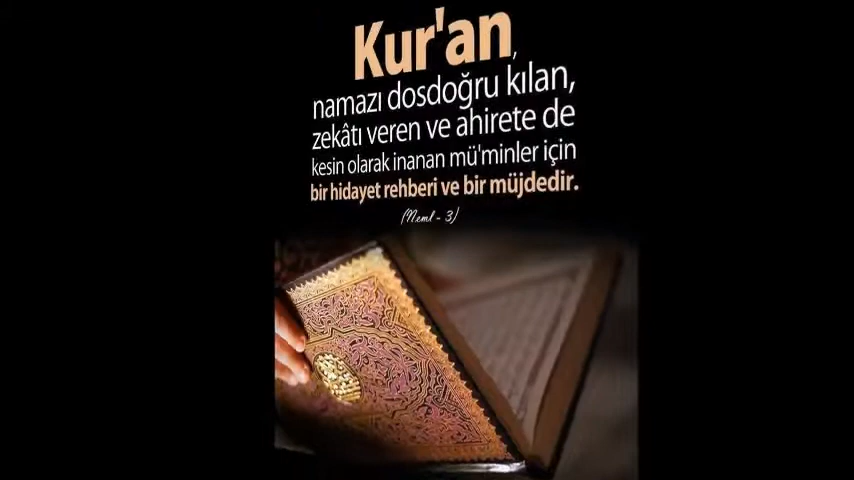 Kur'an,
namazı dosdoğru kılan,
zekâtı veren ve ahirete de
kesin olarak inanan mü'minler için
bir hidayet rehberi ve bir müjdedir.
(Neml - 3)